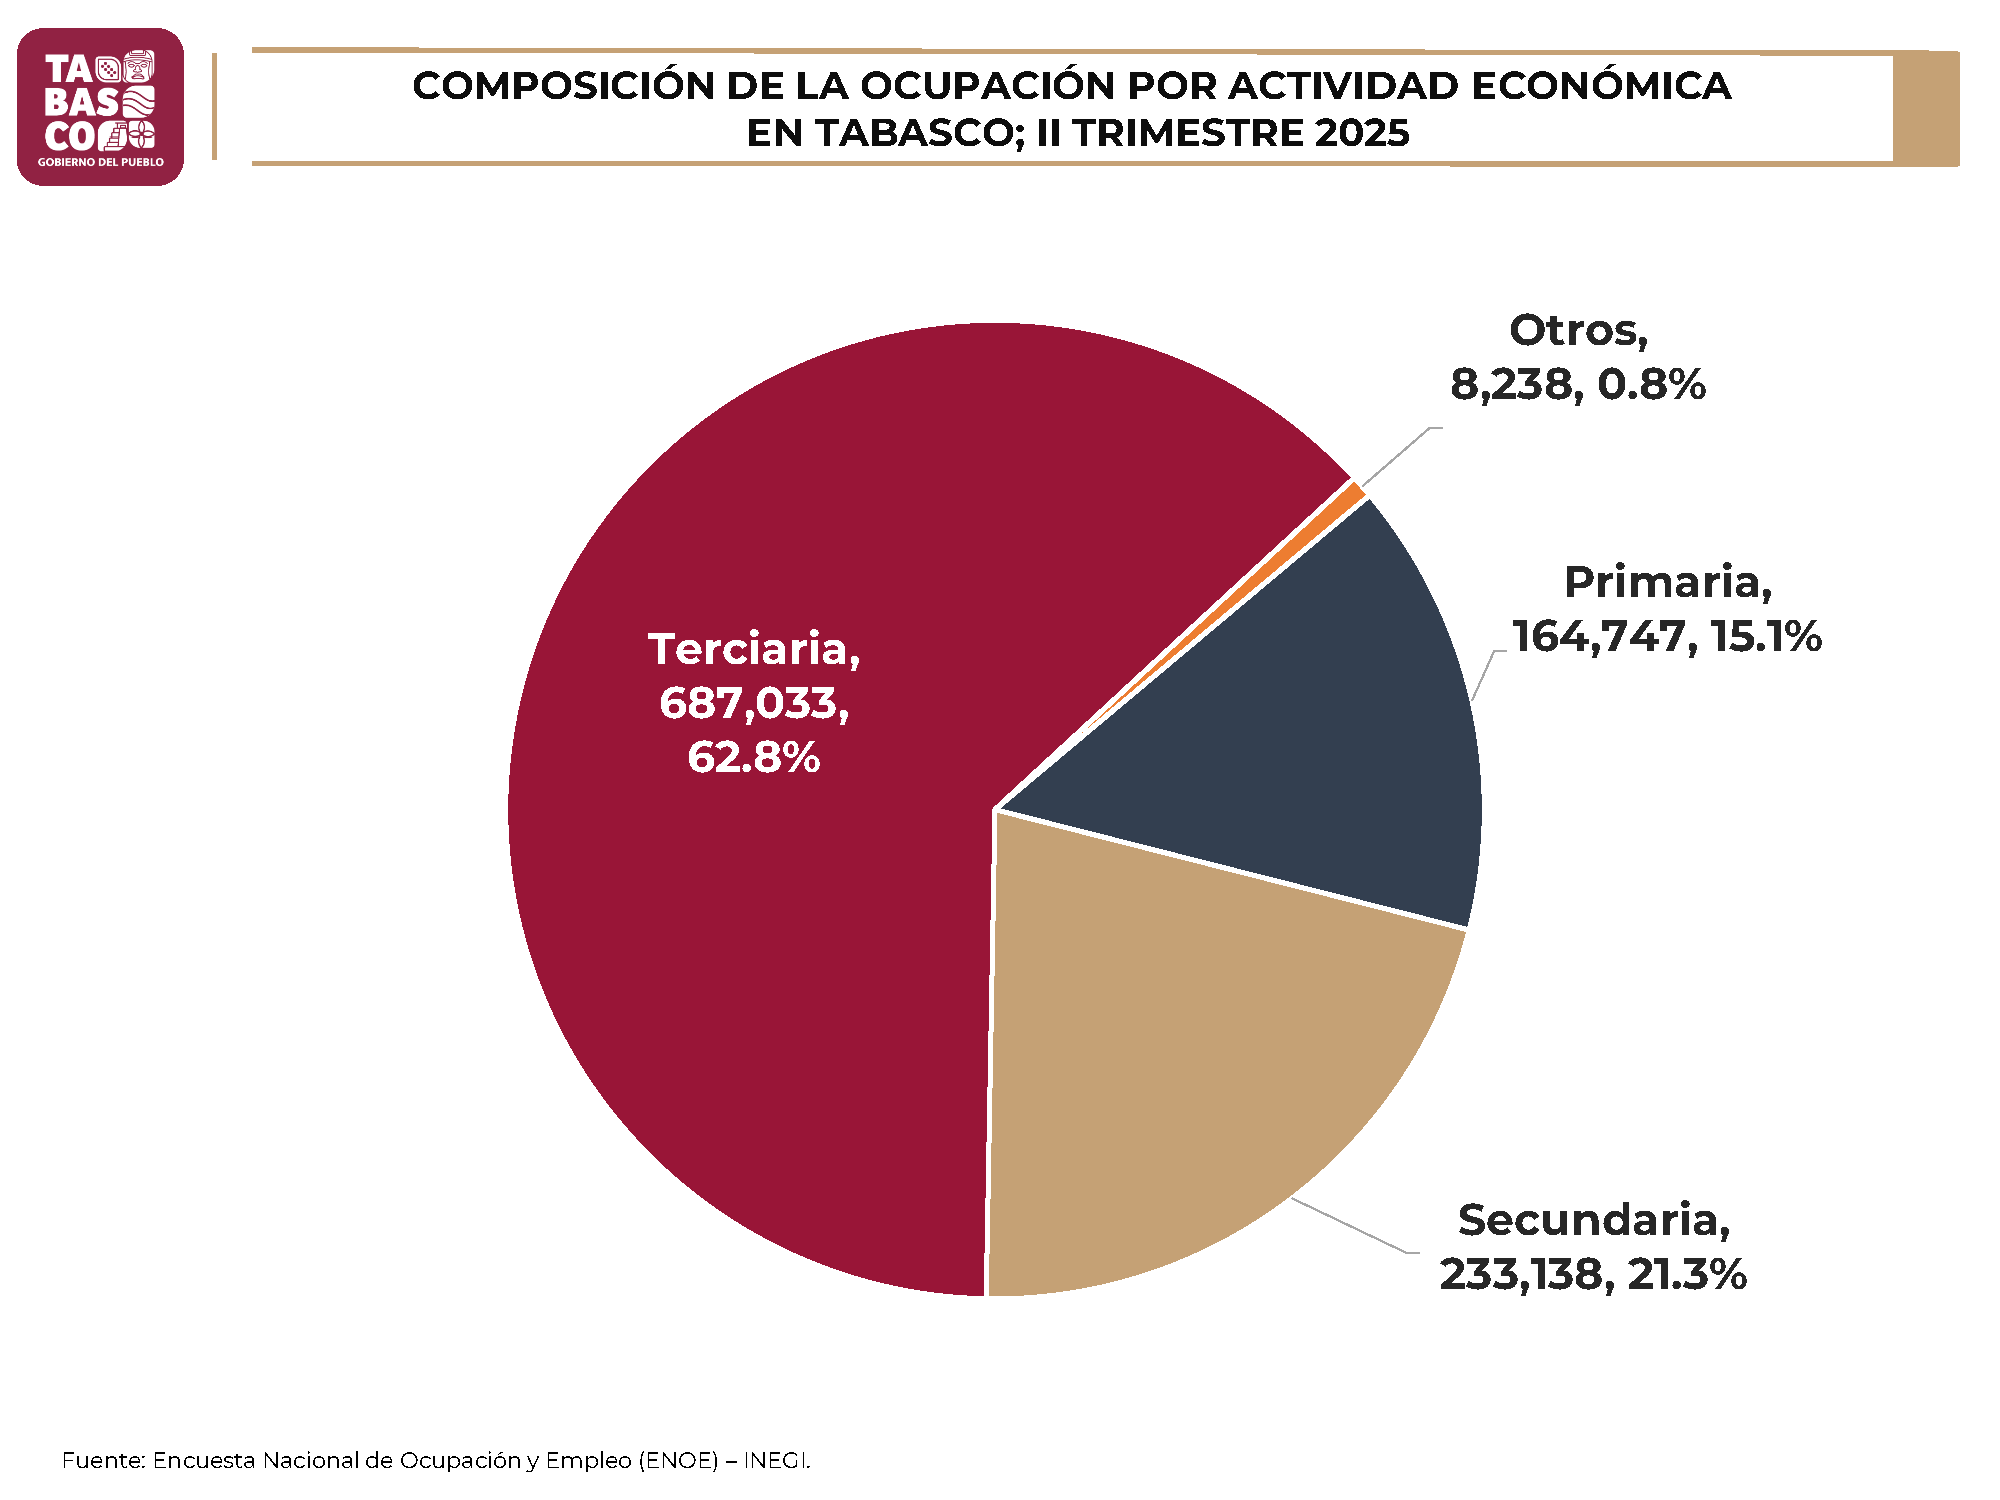 TA
BAS
CO
GOBIERNO DEL PUEBLO
COMPOSICIÓN DE LA OCUPACIÓN POR ACTIVIDAD ECONÓMICA
EN TABASCO; II TRIMESTRE 2025
Otros,
8,238, 0.8%
Primaria,
164,747, 15.1%
Terciaria,
687,033,
62.8%
Secundaria,
233,138, 21.3%
Fuente: Encuesta Nacional de Ocupación y Empleo (ENOE) – INEGI.